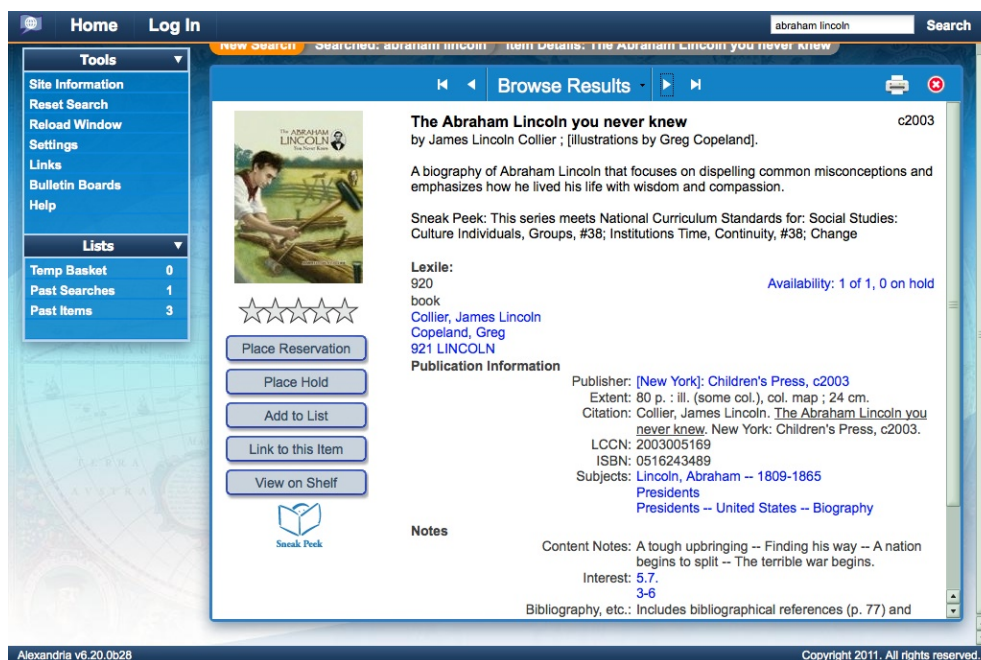 Home Log In abraham lincoln Search
New Search Searched: abraham lincoln Item Details: The Abraham Lincoln you never knew
Tools
Site Information
Reset Search
Reload Window
Settings
Links
Bulletin Boards
Help
Lists
Temp Basket 0
Past Searches 1
Past Items 3
Browse Results
The ABRAHAM
LINCOLN
You Never Knew
Place Reservation
Place Hold
Add to List
Link to this Item
View on Shelf
Sneak Peek
The Abraham Lincoln you never knew c2003
by James Lincoln Collier ; [illustrations by Greg Copeland].
A biography of Abraham Lincoln that focuses on dispelling common misconceptions and
emphasizes how he lived his life with wisdom and compassion.
Sneak Peek: This series meets National Curriculum Standards for: Social Studies:
Culture Individuals, Groups, #38; Institutions Time, Continuity, #38; Change
Lexile:
920 Availability: 1 of 1, 0 on hold
book
Collier, James Lincoln
Copeland, Greg
921 LINCOLN
Publication Information
Publisher: [New York]: Children's Press, c2003
Extent: 80 p. : ill. (some col.), col. map ; 24 cm.
Citation: Collier, James Lincoln. The Abraham Lincoln you
never knew. New York: Children's Press, c2003.
LCCN: 2003005169
ISBN: 0516243489
Subjects: Lincoln, Abraham -- 1809-1865
Presidents
Presidents -- United States -- Biography
Notes
Content Notes: A tough upbringing -- Finding his way -- A nation
begins to split -- The terrible war begins.
Interest: 5.7.
3-6
Bibliography, etc.: Includes bibliographical references (p. 77) and
Alexandria v6.20.0b28 Copyright 2011. All rights reserved.